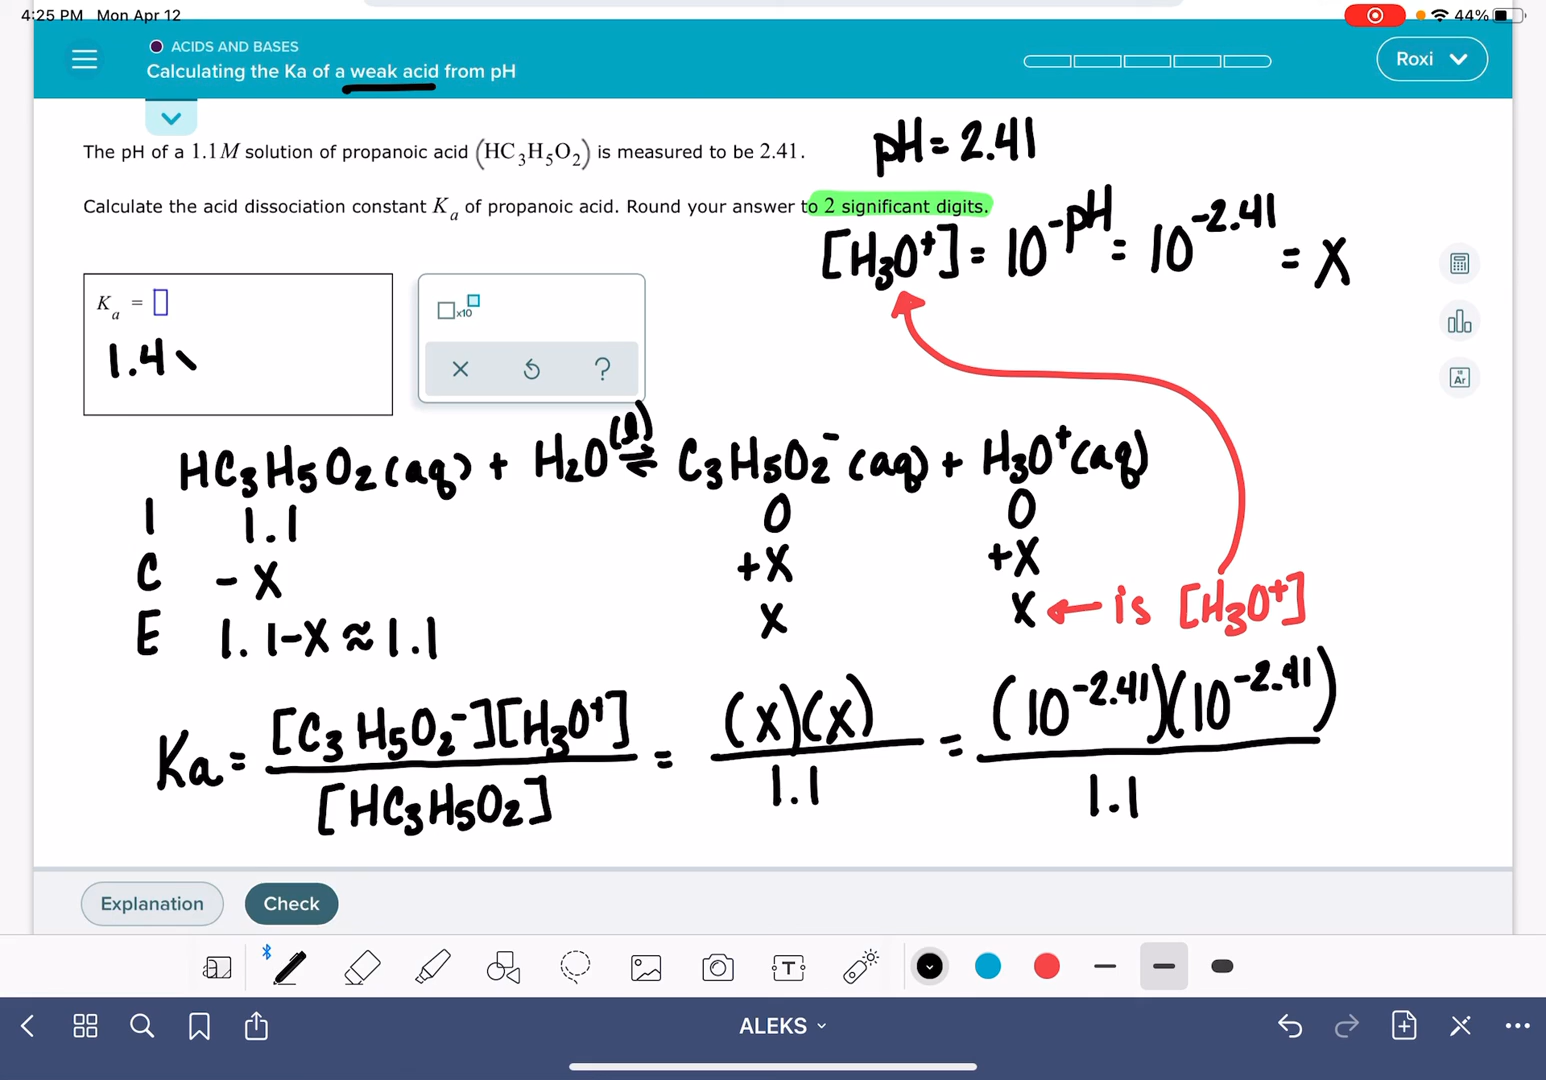 4:25 PM Mon Apr 12
44%
ACIDS AND BASES
Calculating the Ka of a weak acid from pH
Roxi
The pH of a 1.1M solution of propanoic acid (HC₃H₅O₂) is measured to be 2.41.
pH = 2.41
Calculate the acid dissociation constant Kₐ of propanoic acid. Round your answer to 2 significant digits.
[H₃O⁺] = 10^-pH = 10^-2.41 = X
Kₐ = □
□x10□
1.4
× ↺ ?
18
Ar
HC₃H₅O₂(aq) + H₂O(l) ⇌ C₃H₅O₂⁻(aq) + H₃O⁺(aq)
I 1.1 0 0
C -X +X +X
E 1.1-X ≈ 1.1 X X ← is [H₃O⁺]
Ka = [C₃H₅O₂⁻][H₃O⁺] / [HC₃H₅O₂] = (X)(X) / 1.1 = (10^-2.41)(10^-2.41) / 1.1
Explanation
Check
T
ALEKS